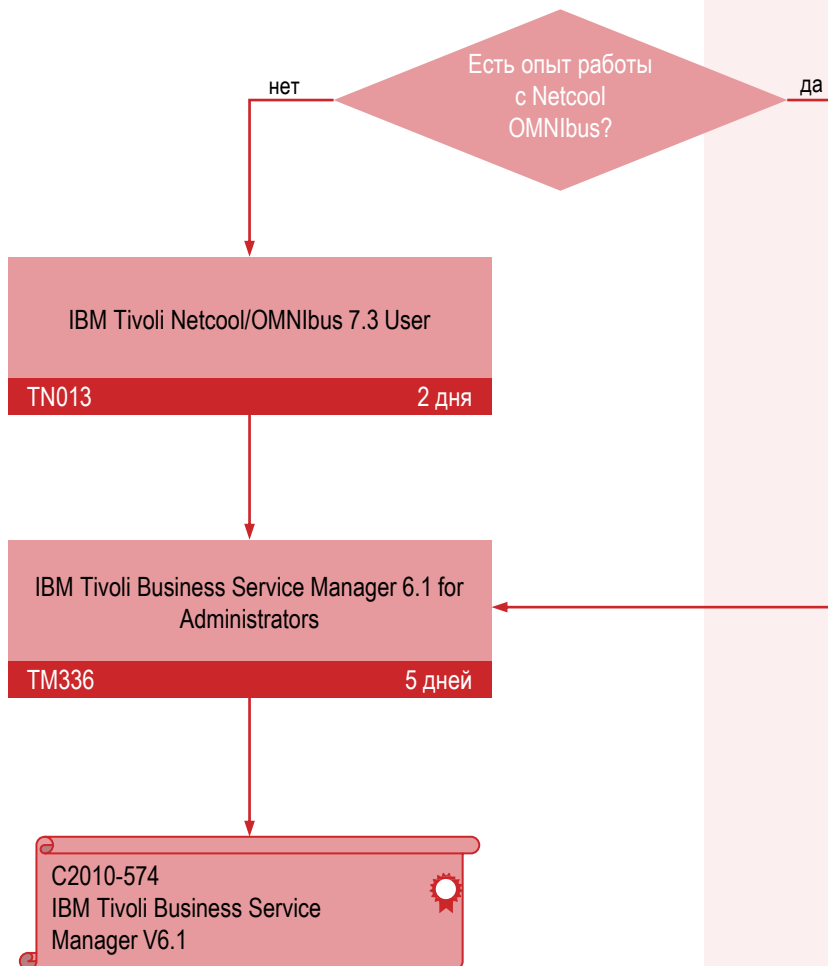 Есть опыт работы
с Netcool
OMNIbus?
нет
да
IBM Tivoli Netcool/OMNIbus 7.3 User
TN013
2 дня
IBM Tivoli Business Service Manager 6.1 for
Administrators
TM336
5 дней
C2010-574
IBM Tivoli Business Service
Manager V6.1